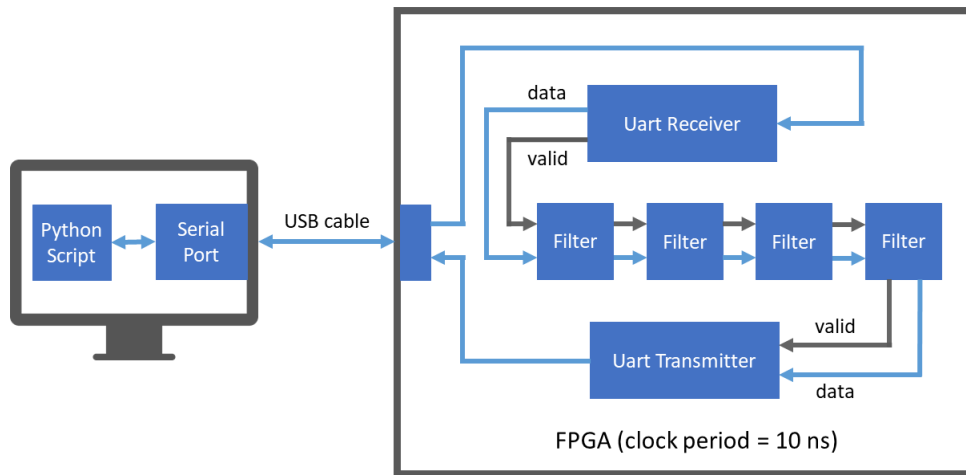 data
Uart Receiver
valid
USB cable
Python
Script
Serial
Port
Filter
Filter
Filter
Filter
valid
Uart Transmitter
data
FPGA (clock period = 10 ns)